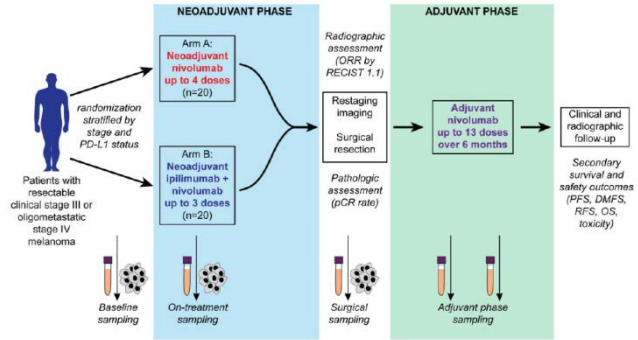 NEOADJUVANT PHASE
ADJUVANT PHASE
Arm A:
Neoadjuvant
nivolumab
up to 4 doses
(n=20)
randomization
stratified by
stage and
PD-L1 status
Arm B:
Neoadjuvant
ipilimumab +
nivolumab
up to 3 doses
(n=20)
Patients with
resectable
clinical stage III or
oligometastatic
stage IV
melanoma
Radiographic
assessment
(ORR by
RECIST 1.1)
Restaging
imaging
Surgical
resection
Pathologic
assessment
(pCR rate)
Adjuvant
nivolumab
up to 13 doses
over 6 months
Clinical and
radiographic
follow-up
Secondary
survival and
safety outcomes
(PFS, DMFS,
RFS, OS,
toxicity)
Baseline
sampling
On-treatment
sampling
Surgical
sampling
Adjuvant phase
sampling